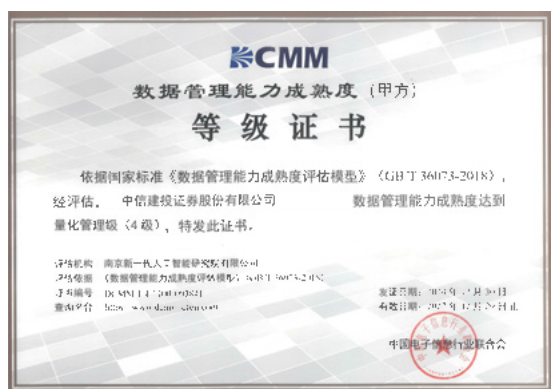 DCMM
数据管理能力成熟度（甲方）
等级证书
依据国家标准《数据管理能力成熟度评估模型》（GB/T 36073-2018），
经评估， 中信建投证券股份有限公司 数据管理能力成熟度达到
量化管理级（4级），特发此证书。
评估机构 南京新一代人工智能研究院有限公司
评估依据 《数据管理能力成熟度评估模型》（GB/T 36073-2018）
证书编号
查询平台
发证日期：
有效日期：
中国电子信息行业联合会